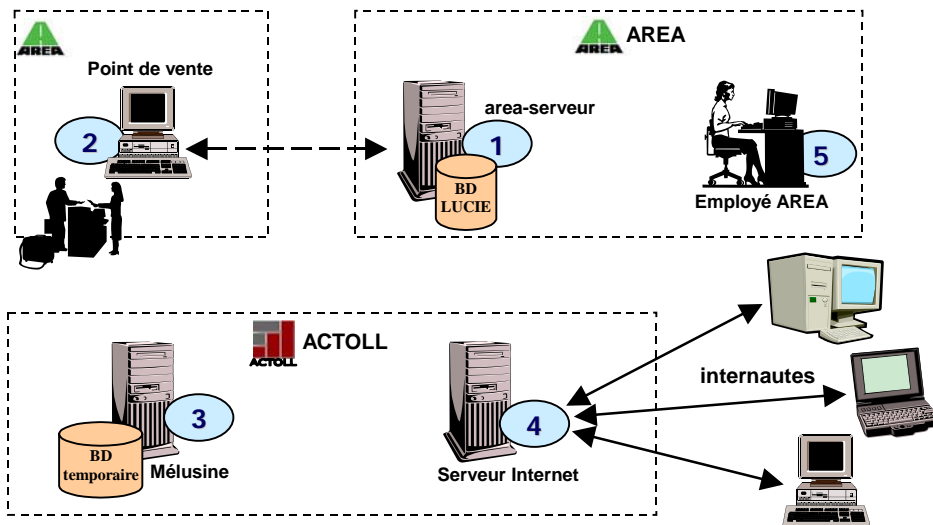 AREA
Point de vente
2
AREA
AREA
area-serveur
1
BD
LUCIE
5
Employé AREA
ACTOLL
ACTOLL
3
BD
temporaire
Mélusine
4
Serveur Internet
internautes